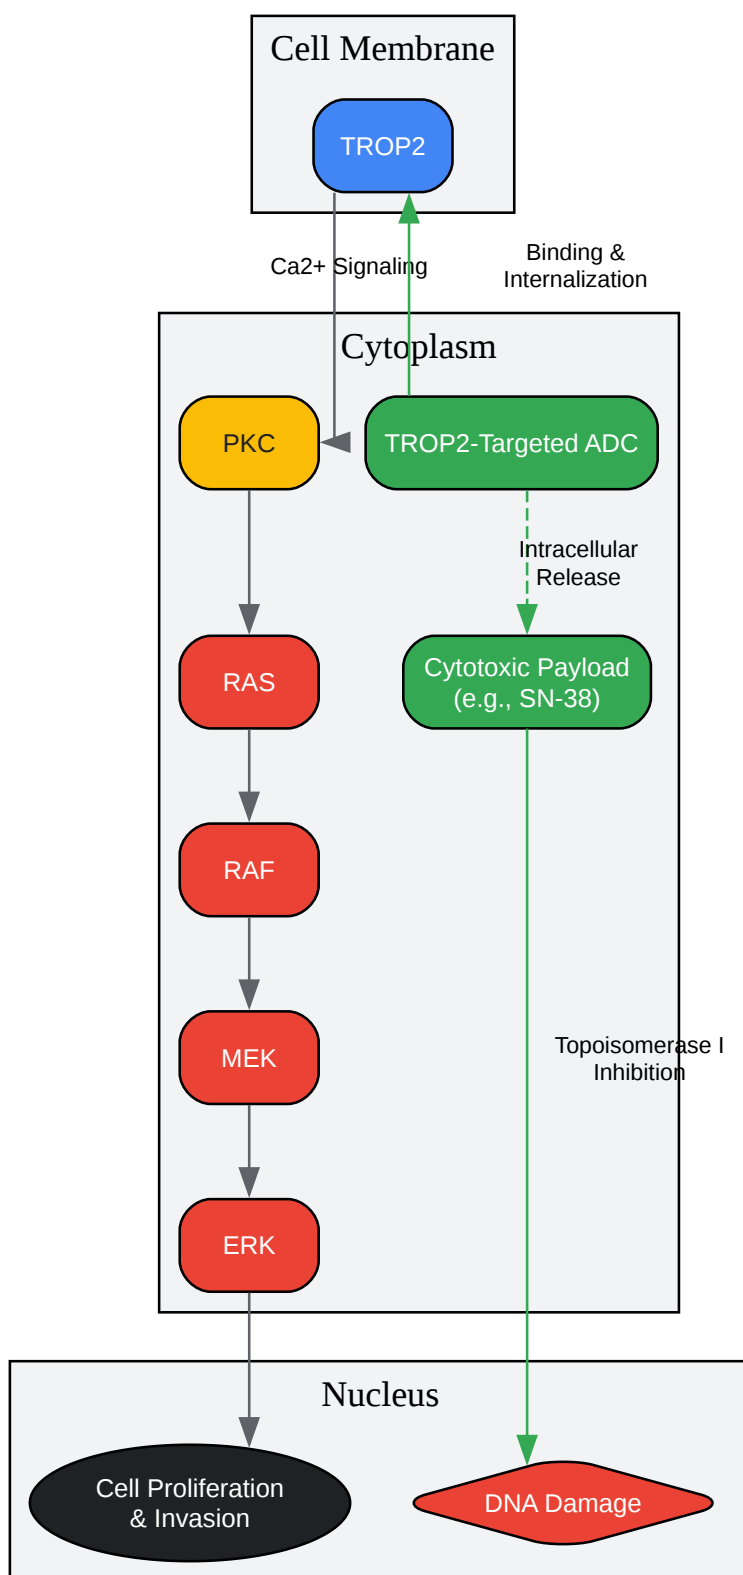 Cell Membrane
TROP2
Ca2+ Signaling
Binding &
Internalization
Cytoplasm
PKC
TROP2-Targeted ADC
Intracellular
Release
RAS
Cytotoxic Payload
(e.g., SN-38)
RAF
MEK
Topoisomerase I
Inhibition
ERK
Nucleus
Cell Proliferation
& Invasion
DNA Damage